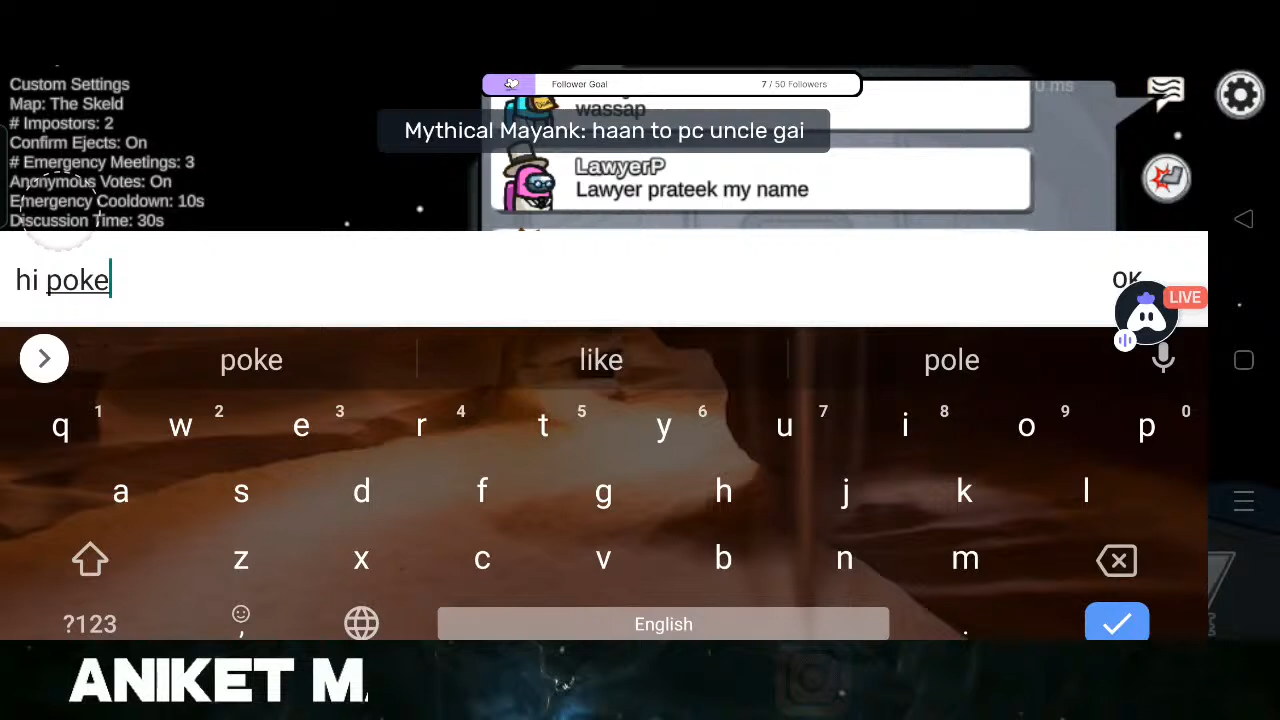 Custom Settings
Map: The Skeld
# Impostors: 2
Confirm Ejects: On
# Emergency Meetings: 3
Anonymous Votes: On
Emergency Cooldown: 10s
Discussion Time: 30s
Follower Goal 7 / 50 Followers
0 ms
wassap
Mythical Mayank: haan to pc uncle gai
LawyerP
Lawyer prateek my name
hi poke
OK
LIVE
poke like pole
1 2 3 4 5 6 7 8 9 0
q w e r t y u i o p
a s d f g h j k l
z x c v b n m
?123 , English .
ANIKET M